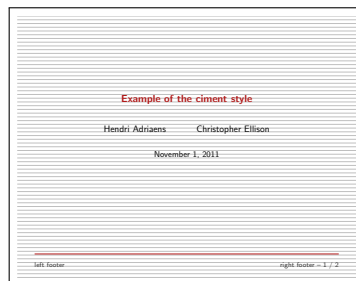 Example of the ciment style
Hendri Adriaens Christopher Ellison
November 1, 2011
left footer right footer – 1 / 2